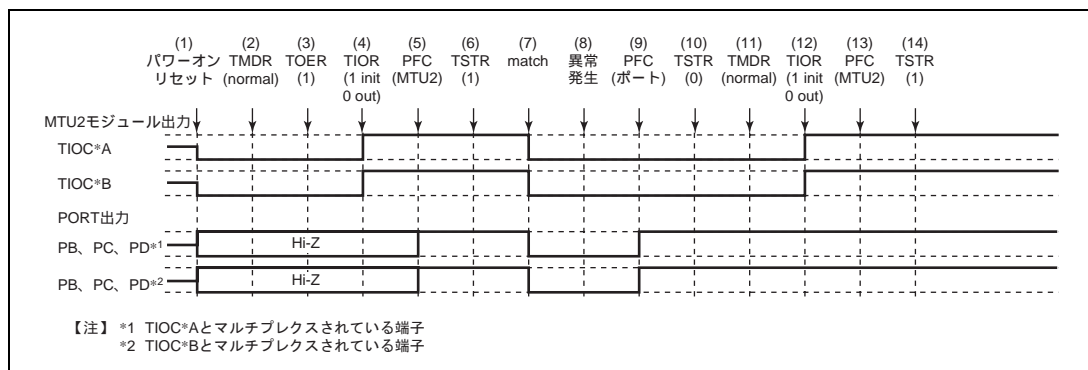 (1) (2) (3) (4) (5) (6) (7) (8) (9) (10) (11) (12) (13) (14)
パワーオン TMDR TOER TIOR PFC TSTR match 異常 PFC TSTR TMDR TIOR PFC TSTR
リセット (normal) (1) (1 init (MTU2) (1) 発生 (ポート) (0) (normal) (1 init (MTU2) (1)
0 out) 0 out)
MTU2モジュール出力
TIOC*A
TIOC*B
PORT出力
PB、PC、PD*1 Hi-Z
PB、PC、PD*2 Hi-Z
【注】 *1 TIOC*Aとマルチプレクスされている端子
*2 TIOC*Bとマルチプレクスされている端子